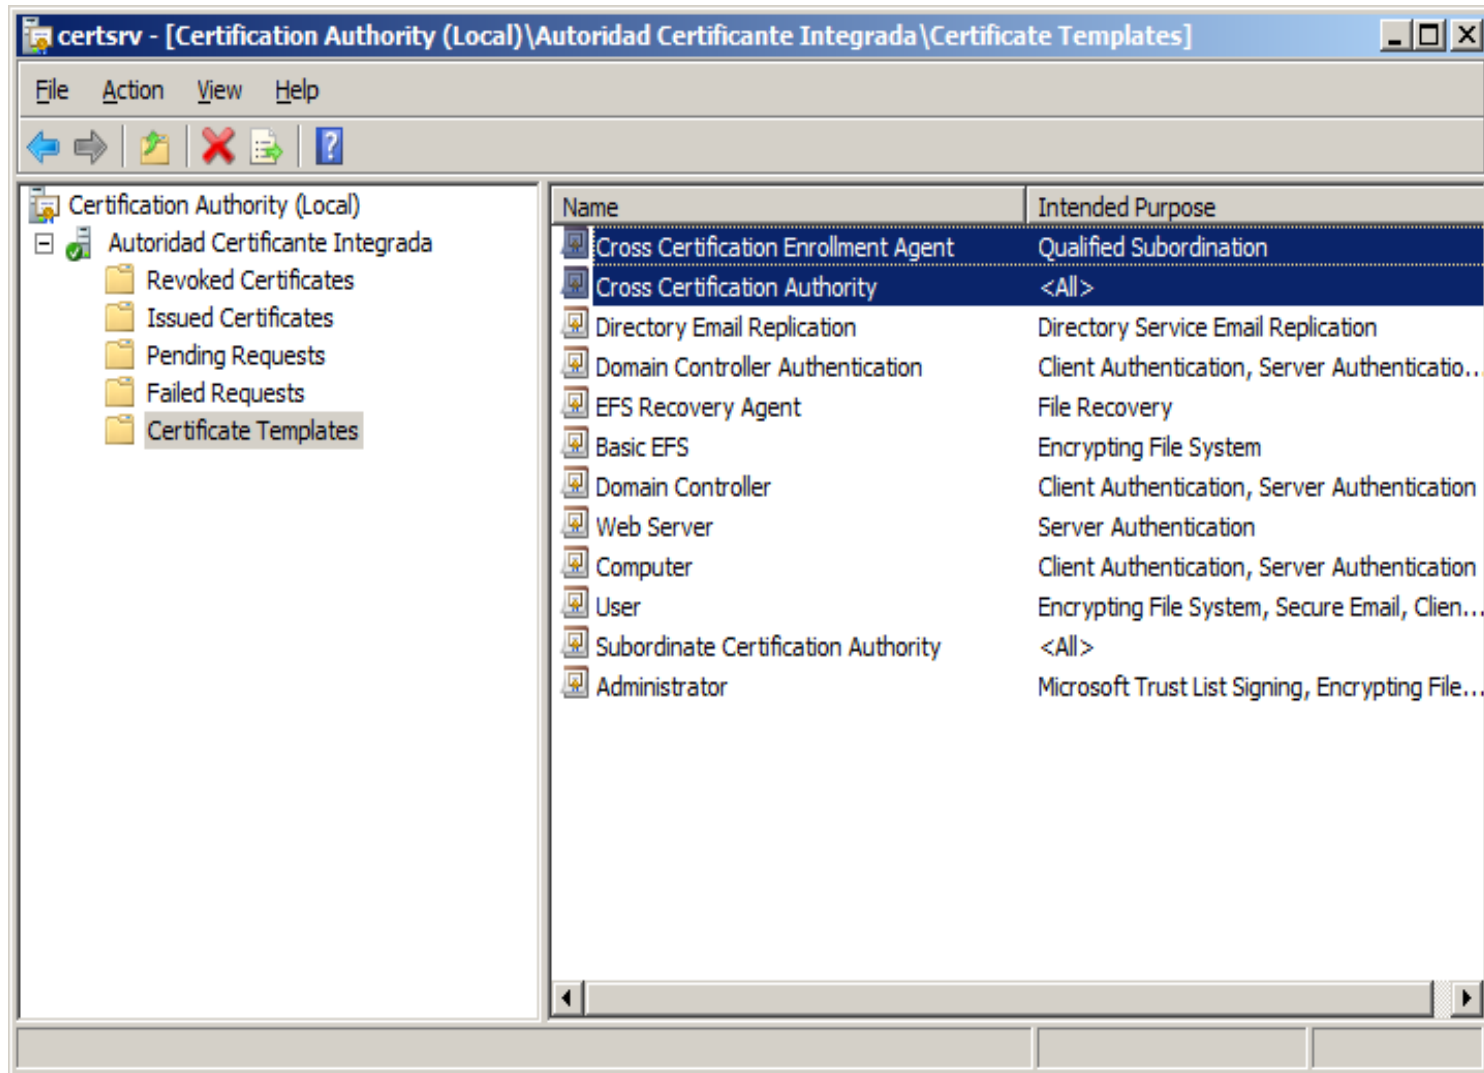 certsrv - [Certification Authority (Local)\Autoridad Certificante Integrada\Certificate Templates]
File Action View Help
Certification Authority (Local)
Autoridad Certificante Integrada
Revoked Certificates
Issued Certificates
Pending Requests
Failed Requests
Certificate Templates
Name Intended Purpose
Cross Certification Enrollment Agent Qualified Subordination
Cross Certification Authority <All>
Directory Email Replication Directory Service Email Replication
Domain Controller Authentication Client Authentication, Server Authenticatio...
EFS Recovery Agent File Recovery
Basic EFS Encrypting File System
Domain Controller Client Authentication, Server Authentication
Web Server Server Authentication
Computer Client Authentication, Server Authentication
User Encrypting File System, Secure Email, Clien...
Subordinate Certification Authority <All>
Administrator Microsoft Trust List Signing, Encrypting File...